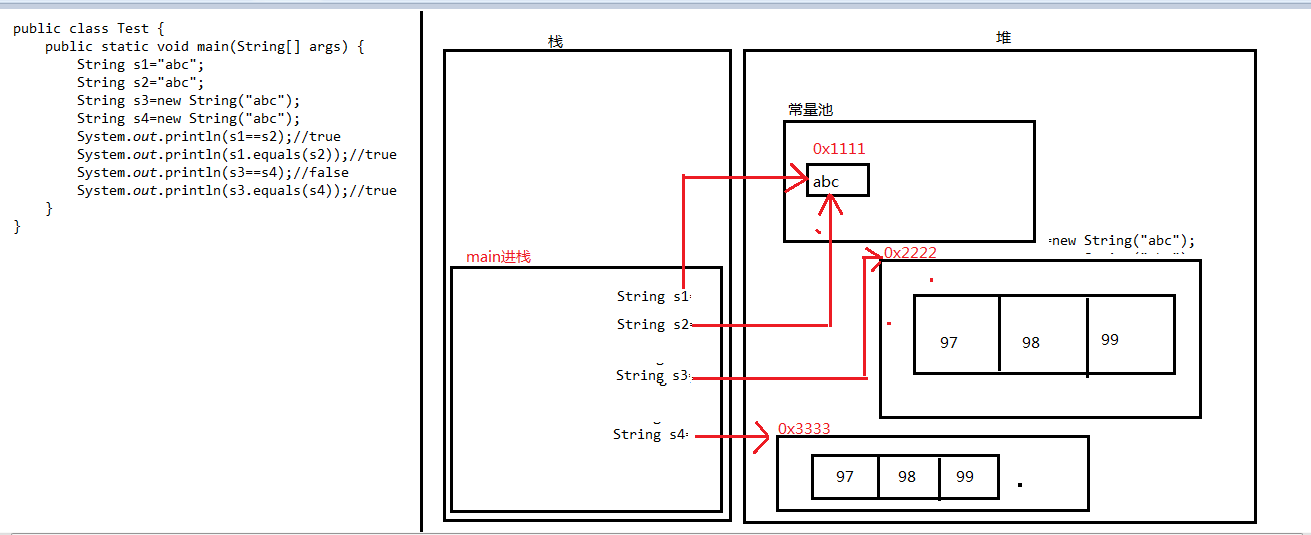 public class Test {
public static void main(String[] args) {
String s1="abc";
String s2="abc";
String s3=new String("abc");
String s4=new String("abc");
System.out.println(s1==s2);//true
System.out.println(s1.equals(s2));//true
System.out.println(s3==s4);//false
System.out.println(s3.equals(s4));//true
}
}
栈
堆
常量池
0x1111
abc
=new String("abc");
main进栈
0x2222
String s1=
String s2=
97 98 99
String s3=
String s4=
0x3333
97 98 99